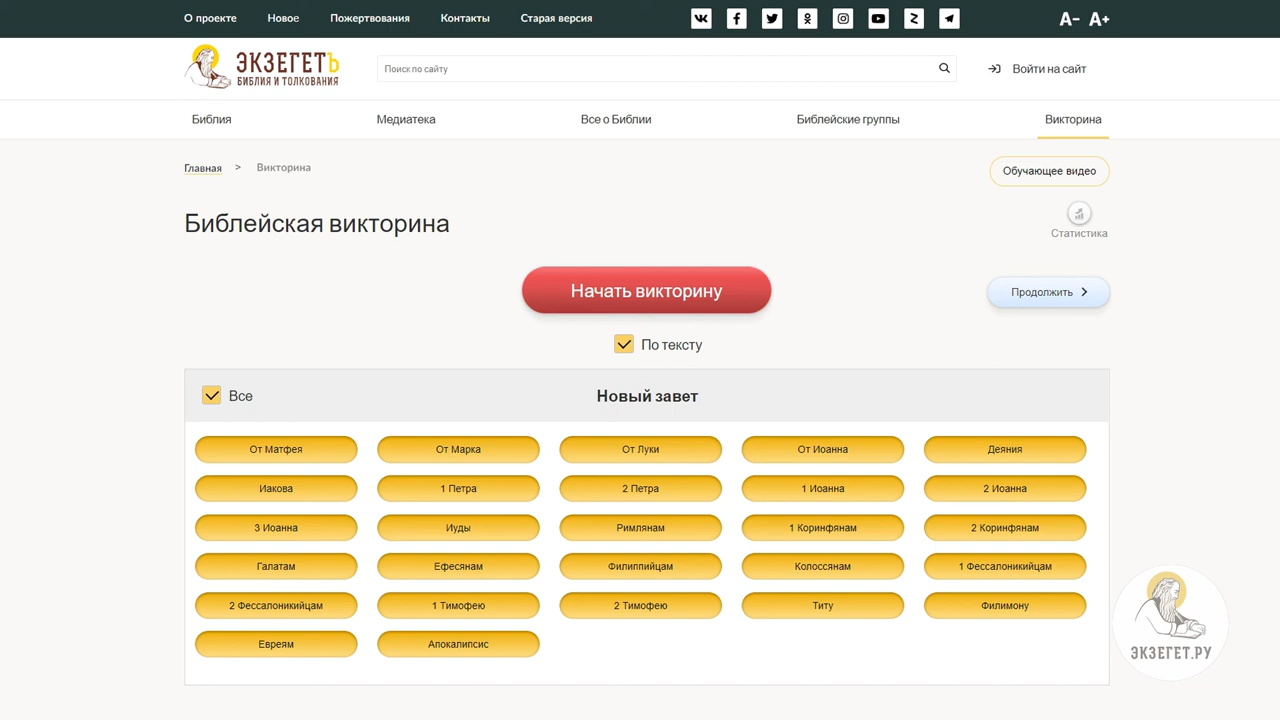 О проекте
Новое
Пожертвования
Контакты
Старая версия
A- A+
ЭКЗЕГЕТЪ
БИБЛИЯ И ТОЛКОВАНИЯ
Поиск по сайту
Войти на сайт
Библия
Медиатека
Все о Библии
Библейские группы
Викторина
Главная > Викторина
Обучающее видео
Библейская викторина
Статистика
Начать викторину
Продолжить
По тексту
Все
Новый завет
От Матфея
От Марка
От Луки
От Иоанна
Деяния
Иакова
1 Петра
2 Петра
1 Иоанна
2 Иоанна
3 Иоанна
Иуды
Римлянам
1 Коринфянам
2 Коринфянам
Галатам
Ефесянам
Филиппийцам
Колоссянам
1 Фессалоникийцам
2 Фессалоникийцам
1 Тимофею
2 Тимофею
Титу
Филимону
Евреям
Апокалипсис
ЭКЗЕГЕТ.РУ